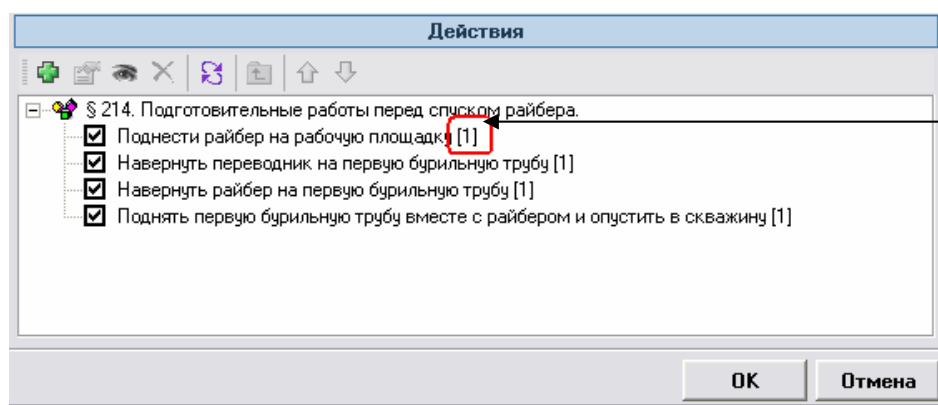 Действия
§ 214. Подготовительные работы перед спуском райбера.
Поднести райбер на рабочую площадку [1]
Навернуть переводник на первую бурильную трубу [1]
Навернуть райбер на первую бурильную трубу [1]
Поднять первую бурильную трубу вместе с райбером и опустить в скважину [1]
ОК Отмена